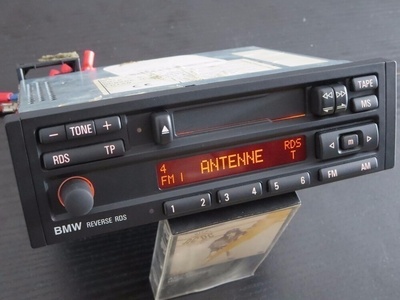 TAPE
MS
− TONE +
RDS TP
4 ANTENNE RDS
FM I T
1 2 3 4 5 6
m
FM AM
BMW REVERSE RDS